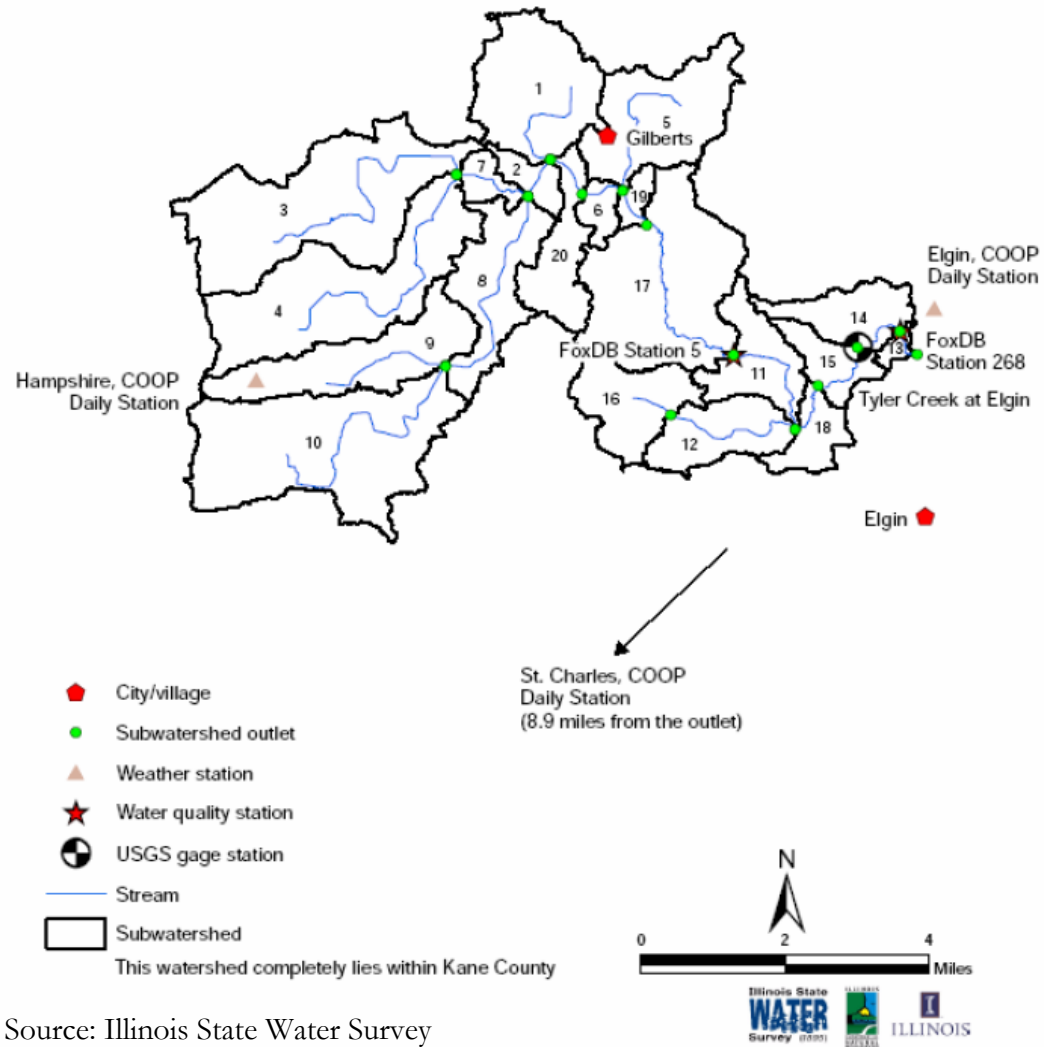 1
5
Gilberts
7
2
3
6
19
20
8
17
4
Elgin, COOP
Daily Station
14
9
FoxDB Station 5
13
FoxDB
Station 268
15
11
Hampshire, COOP
Daily Station
16
Tyler Creek at Elgin
10
12
18
Elgin
St. Charles, COOP
Daily Station
(8.9 miles from the outlet)
City/village
Subwatershed outlet
Weather station
Water quality station
USGS gage station
Stream
Subwatershed
This watershed completely lies within Kane County
N
0 2 4
Miles
Illinois State
WATER
Survey
I
ILLINOIS
Source: Illinois State Water Survey